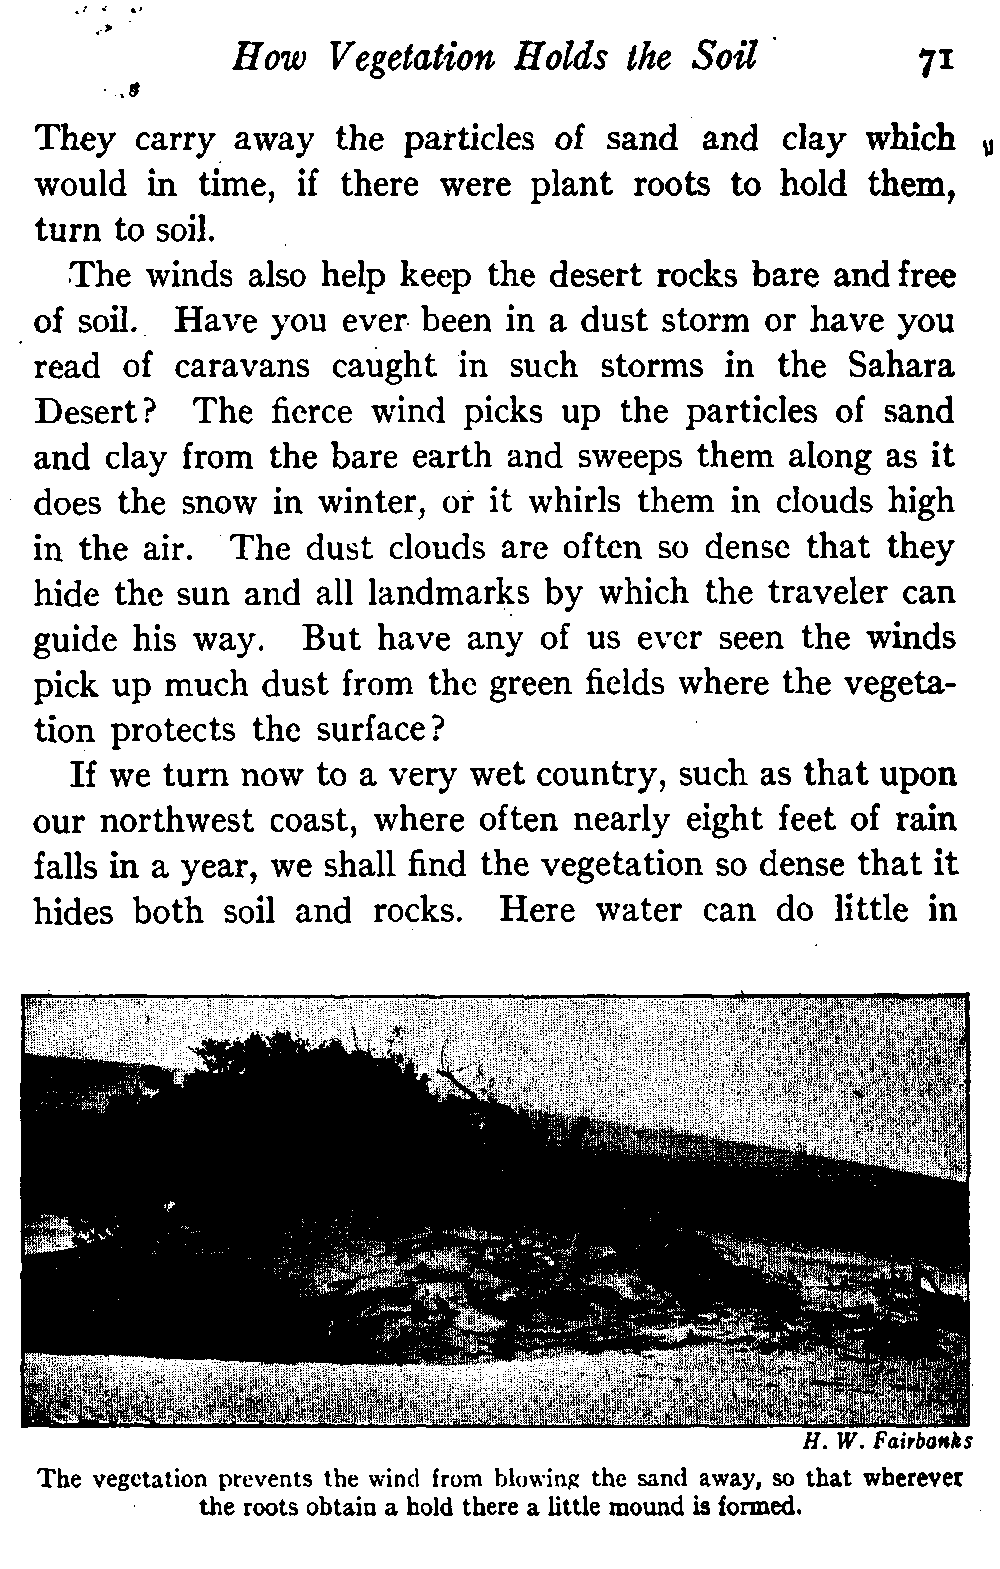 How Vegetation Holds the Soil 71
They carry away the particles of sand and clay which
would in time, if there were plant roots to hold them,
turn to soil.
The winds also help keep the desert rocks bare and free
of soil. Have you ever been in a dust storm or have you
read of caravans caught in such storms in the Sahara
Desert? The fierce wind picks up the particles of sand
and clay from the bare earth and sweeps them along as it
does the snow in winter, or it whirls them in clouds high
in the air. The dust clouds are often so dense that they
hide the sun and all landmarks by which the traveler can
guide his way. But have any of us ever seen the winds
pick up much dust from the green fields where the vegeta-
tion protects the surface?
If we turn now to a very wet country, such as that upon
our northwest coast, where often nearly eight feet of rain
falls in a year, we shall find the vegetation so dense that it
hides both soil and rocks. Here water can do little in
H. W. Fairbanks
The vegetation prevents the wind from blowing the sand away, so that wherever
the roots obtain a hold there a little mound is formed.